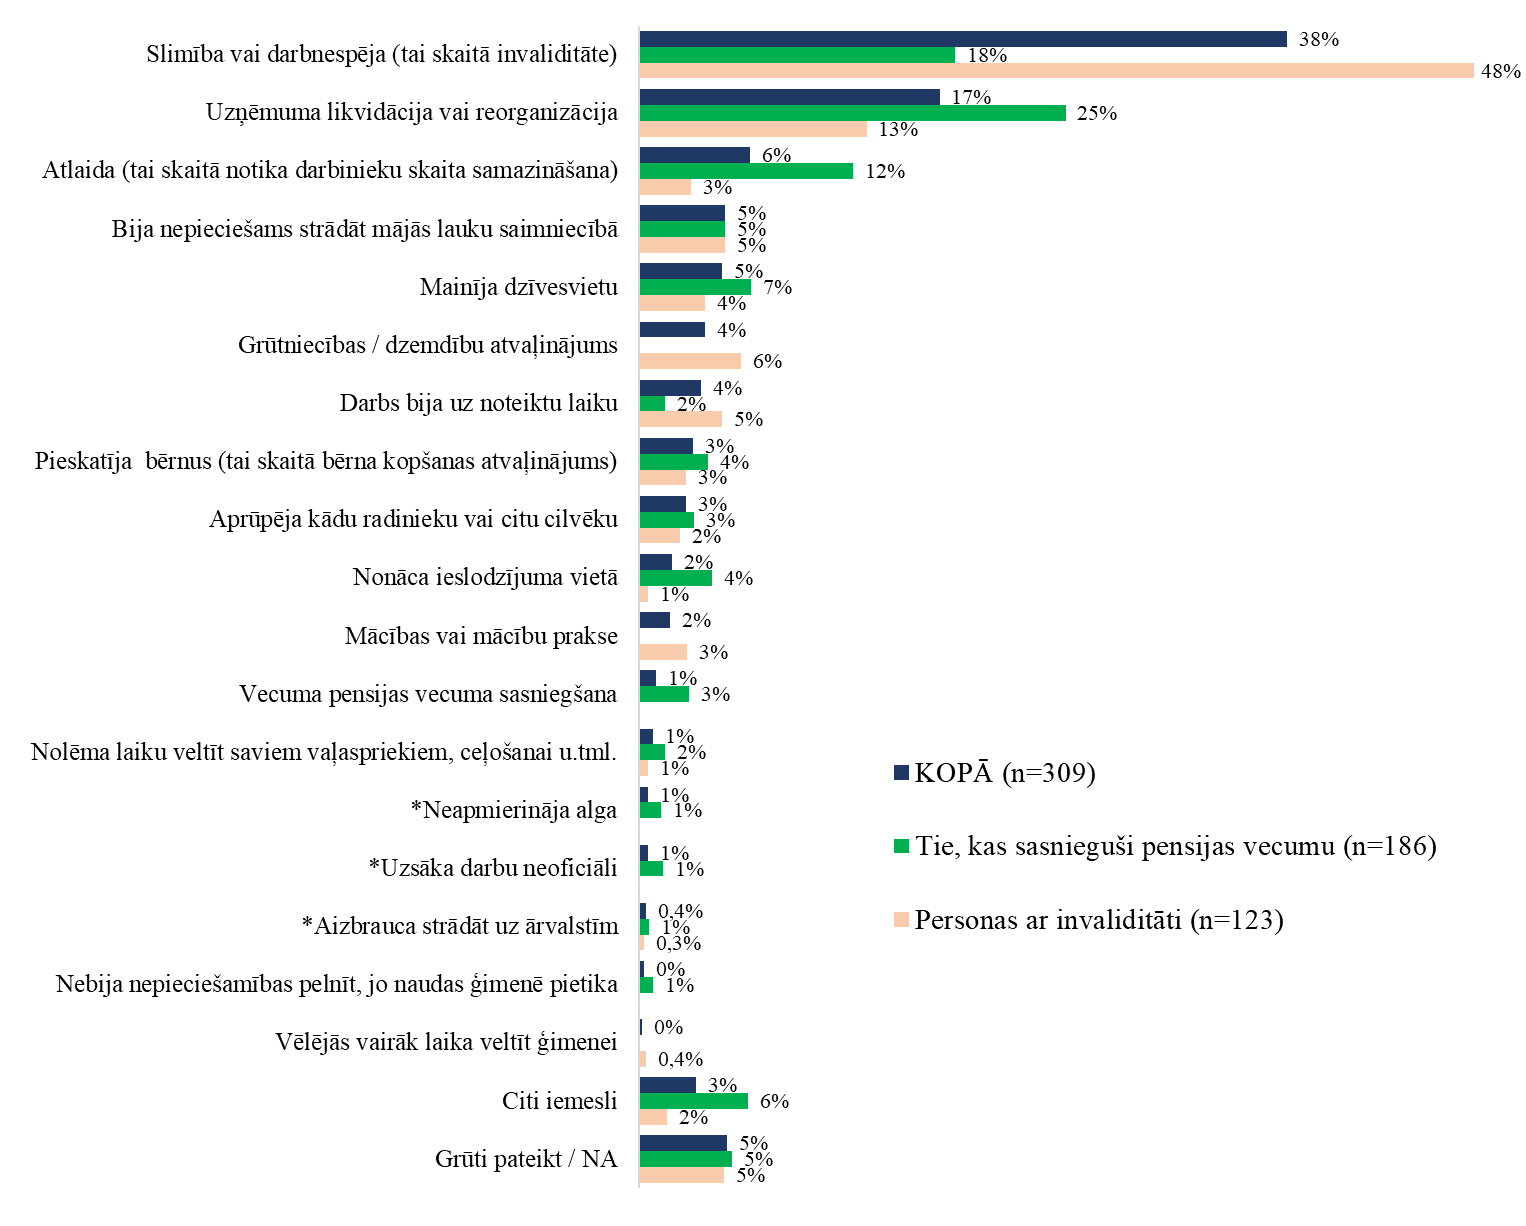 Slimība vai darbnespēja (tai skaitā invaliditāte)
38%
18%
48%
Uzņēmuma likvidācija vai reorganizācija
17%
25%
13%
Atlaida (tai skaitā notika darbinieku skaita samazināšana)
6%
12%
3%
Bija nepieciešams strādāt mājās lauku saimniecībā
5%
5%
5%
Mainīja dzīvesvietu
5%
7%
4%
Grūtniecības / dzemdību atvaļinājums
4%
6%
Darbs bija uz noteiktu laiku
4%
2%
5%
Pieskatīja  bērnus (tai skaitā bērna kopšanas atvaļinājums)
3%
4%
3%
Aprūpēja kādu radinieku vai citu cilvēku
3%
3%
2%
Nonāca ieslodzījuma vietā
2%
4%
1%
Mācības vai mācību prakse
2%
3%
Vecuma pensijas vecuma sasniegšana
1%
3%
Nolēma laiku veltīt saviem vaļaspriekiem, ceļošanai u.tml.
1%
2%
1%
*Neapmierināja alga
1%
1%
*Uzsāka darbu neoficiāli
1%
1%
*Aizbrauca strādāt uz ārvalstīm
0,4%
1%
0,3%
Nebija nepieciešamības pelnīt, jo naudas ģimenē pietika
0%
1%
Vēlējās vairāk laika veltīt ģimenei
0%
0,4%
Citi iemesli
3%
6%
2%
Grūti pateikt / NA
5%
5%
5%
KOPĀ (n=309)
Tie, kas sasnieguši pensijas vecumu (n=186)
Personas ar invaliditāti (n=123)